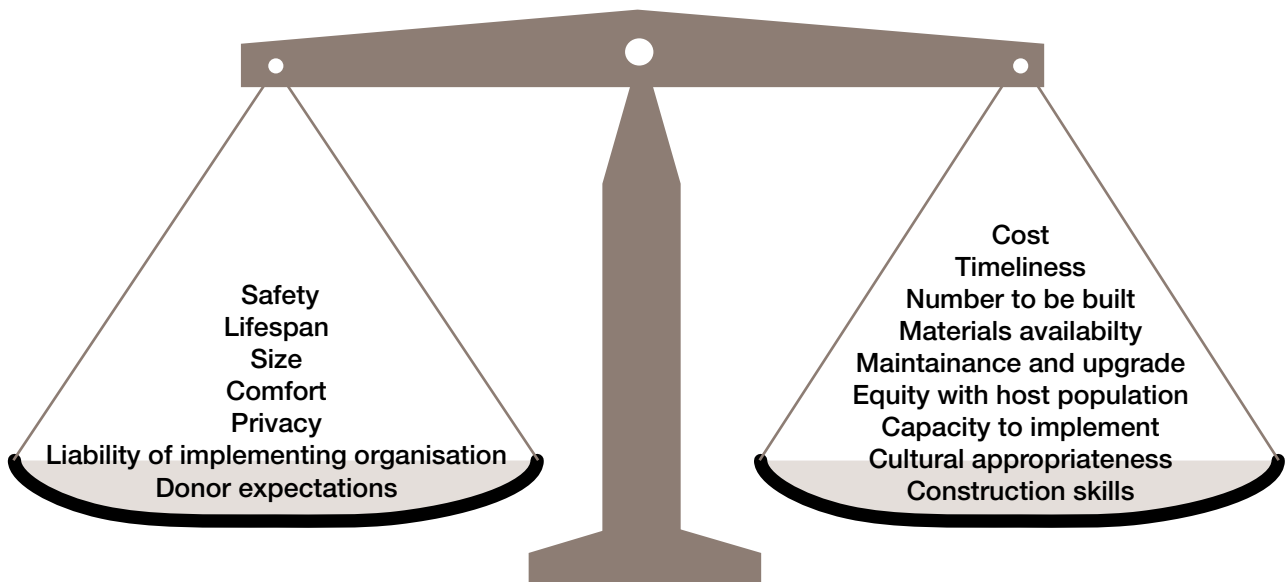 Safety
Lifespan
Size
Comfort
Privacy
Liability of implementing organisation
Donor expectations
Cost
Timeliness
Number to be built
Materials availabilty
Maintainance and upgrade
Equity with host population
Capacity to implement
Cultural appropriateness
Construction skills